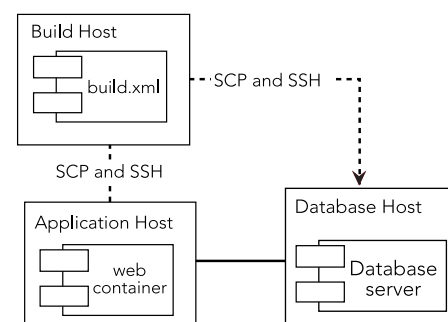 Build Host
build.xml
SCP and SSH
SCP and SSH
Application Host
web
container
Database Host
Database
server